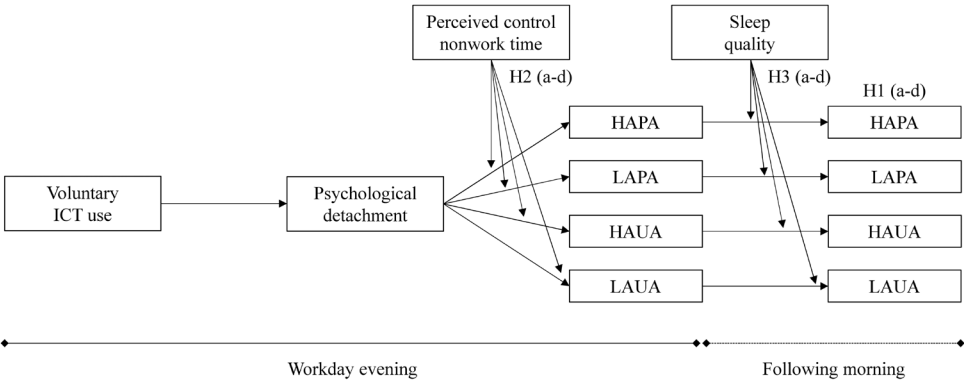 Perceived control
nonwork time
Sleep
quality
H2 (a-d)
H3 (a-d)
H1 (a-d)
HAPA
HAPA
Voluntary
ICT use
Psychological
detachment
LAPA
LAPA
HAUA
HAUA
LAUA
LAUA
Workday evening
Following morning